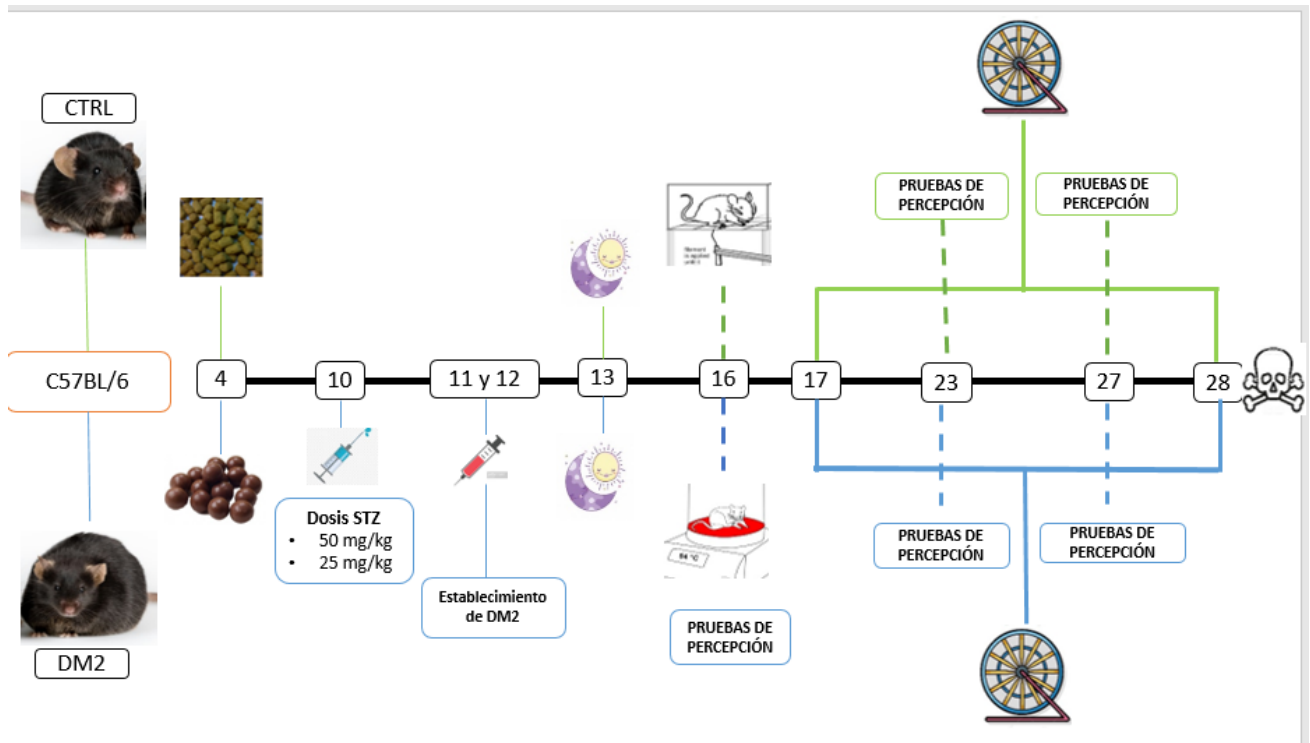 CTRL
PRUEBAS DE
PERCEPCIÓN
PRUEBAS DE
PERCEPCIÓN
C57BL/6
4
10
11 y 12
13
16
17
23
27
28
Dosis STZ
• 50 mg/kg
• 25 mg/kg
Establecimiento
de DM2
PRUEBAS DE
PERCEPCIÓN
PRUEBAS DE
PERCEPCIÓN
PRUEBAS DE
PERCEPCIÓN
DM2